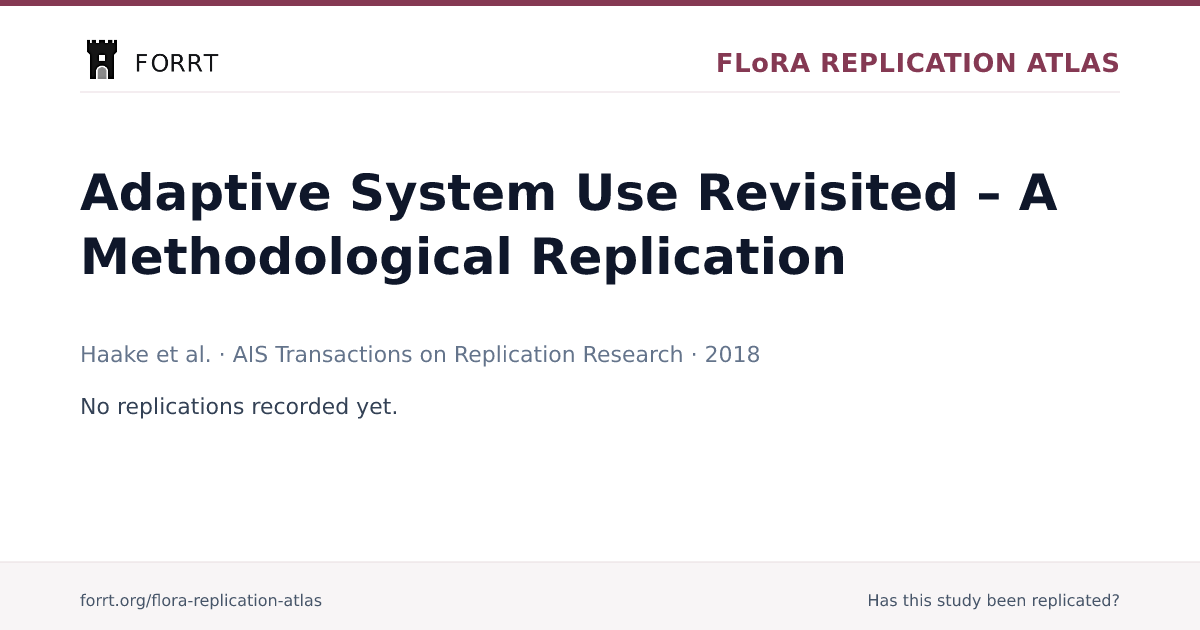 FORRT
FLoRA REPLICATION ATLAS
Adaptive System Use Revisited – A
Methodological Replication
Haake et al. · AIS Transactions on Replication Research · 2018
No replications recorded yet.
forrt.org/flora-replication-atlas
Has this study been replicated?